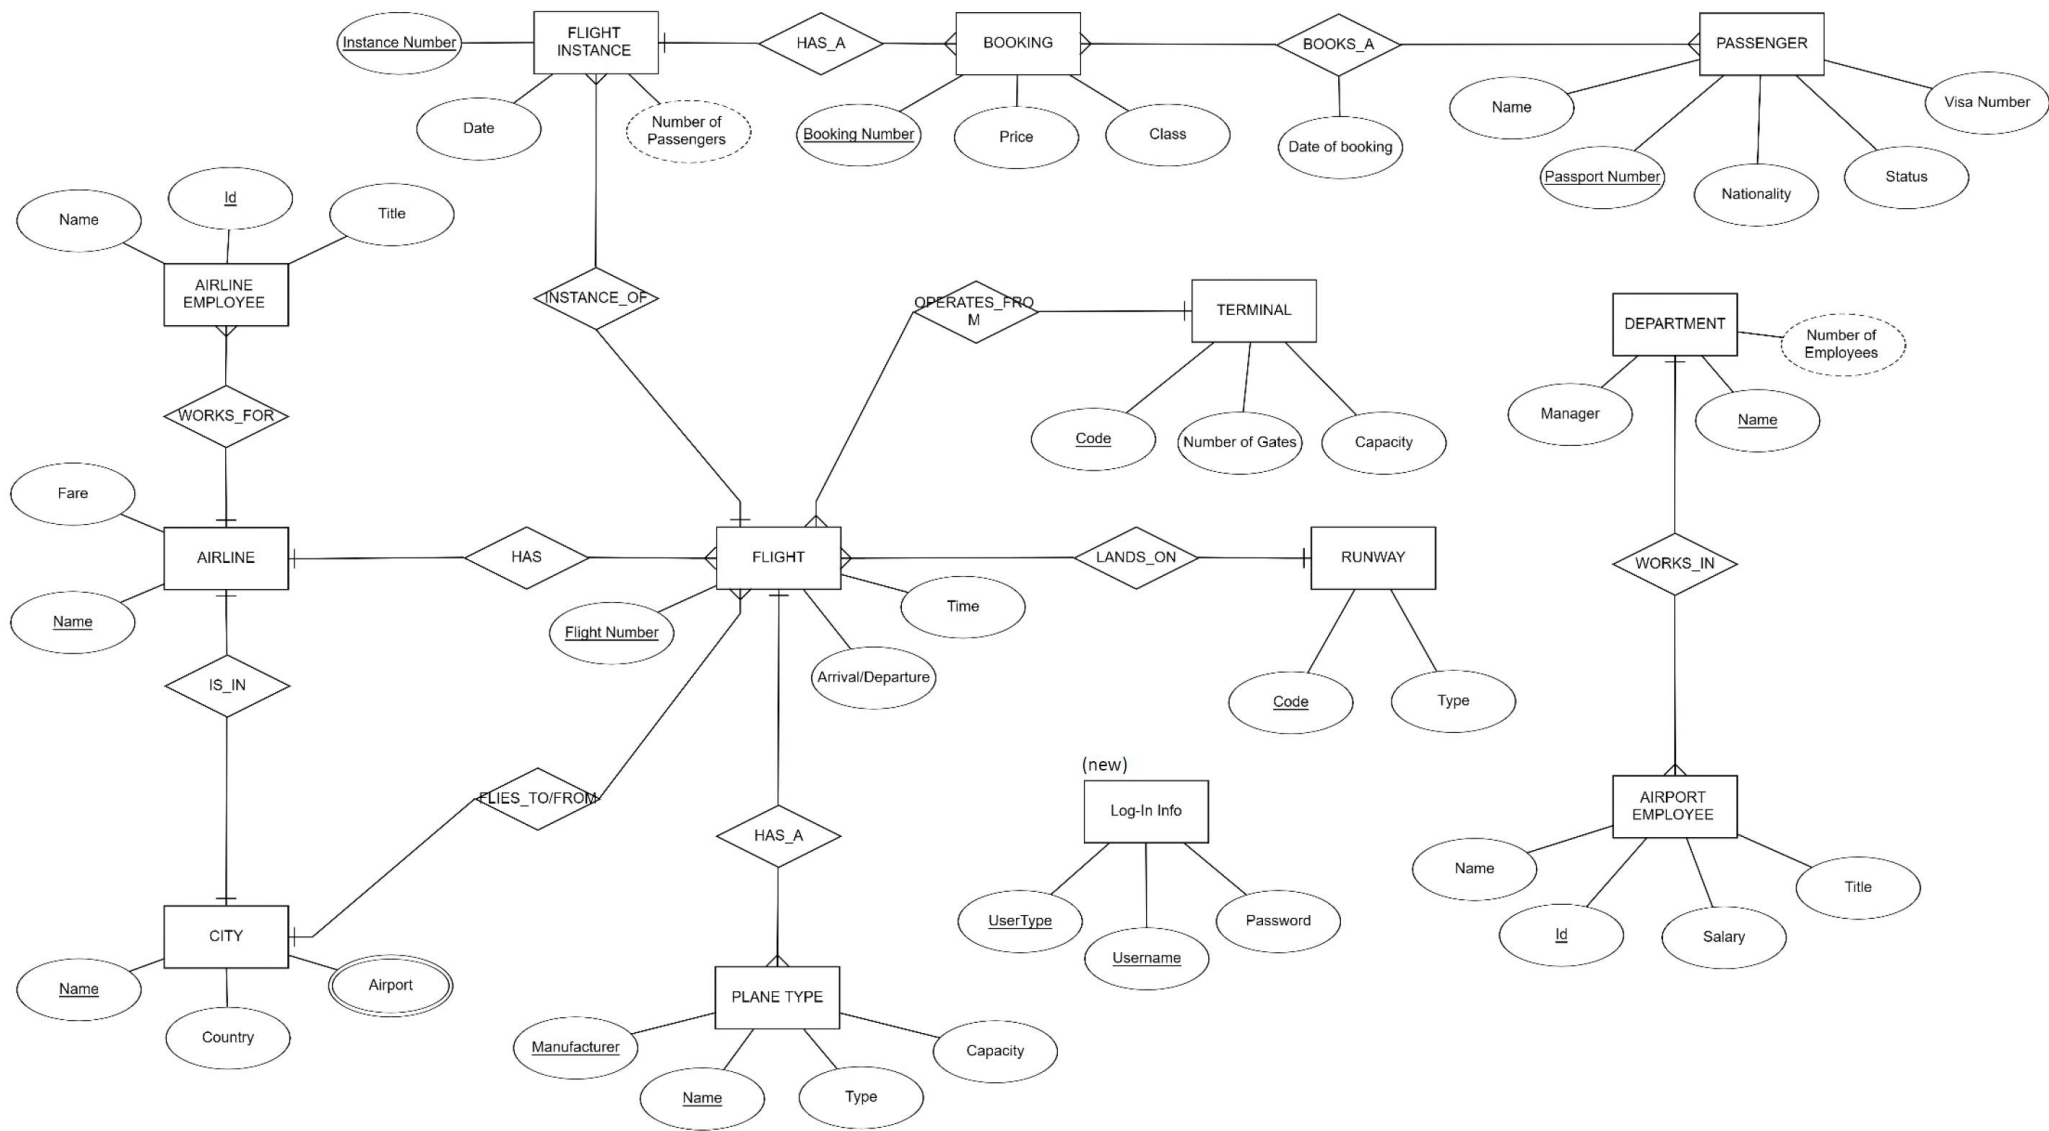 FLIGHT
INSTANCE
Instance Number
Date
Number of
Passengers
HAS_A
BOOKING
Booking Number
Price
Class
BOOKS_A
Date of booking
PASSENGER
Name
Passport Number
Nationality
Status
Visa Number
Name
Id
Title
AIRLINE
EMPLOYEE
INSTANCE_OF
OPERATES_FRO
M
TERMINAL
Code
Number of Gates
Capacity
DEPARTMENT
Number of
Employees
Manager
Name
WORKS_FOR
Fare
AIRLINE
Name
HAS
FLIGHT
Flight Number
Arrival/Departure
Time
LANDS_ON
RUNWAY
Code
Type
WORKS_IN
IS_IN
FLIES_TO/FROM
HAS_A
(new)
Log-In Info
UserType
Username
Password
AIRPORT
EMPLOYEE
Name
Id
Salary
Title
CITY
Name
Country
Airport
PLANE TYPE
Manufacturer
Name
Type
Capacity